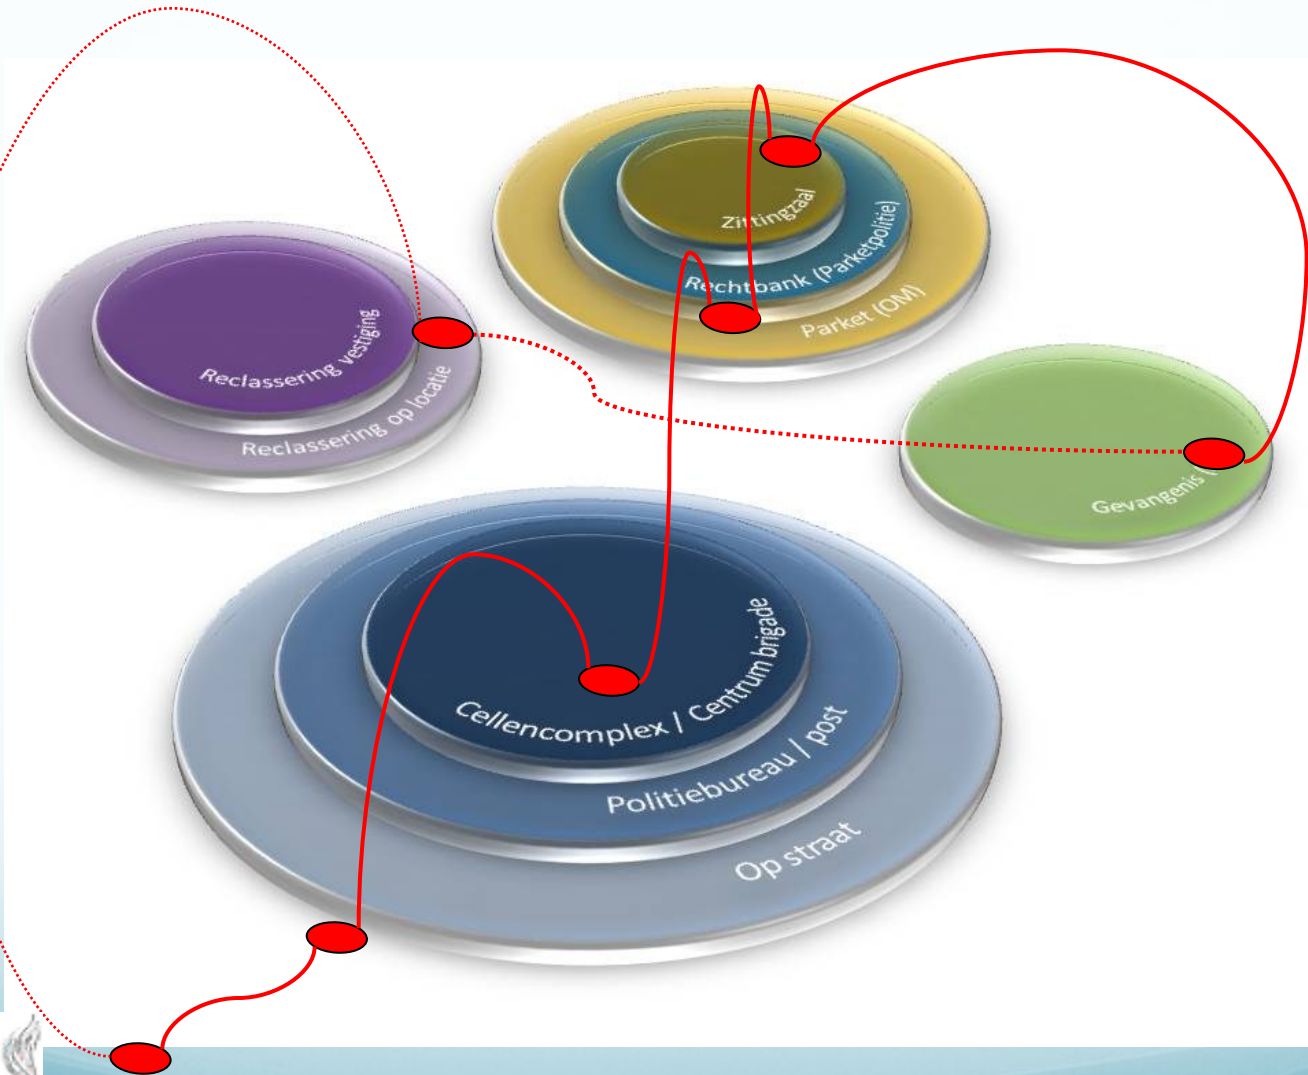 Zittingzaal
Rechtbank (Parketpolitie)
Parket (OM)
Reclassering vestiging
Reclassering op locatie
Gevangenis (
Cellencomplex / Centrum brigade
Politiebureau / post
Op straat